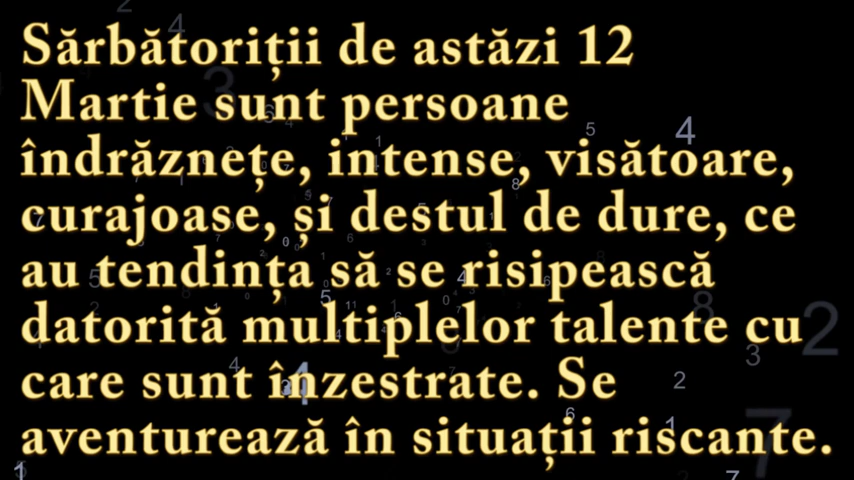 Sărbătoriții de astăzi 12
Martie sunt persoane
îndrăznețe, intense, visătoare,
curajoase, și destul de dure, ce
au tendința să se risipească
datorită multiplelor talente cu
care sunt înzestrate. Se
aventurează în situații riscante.